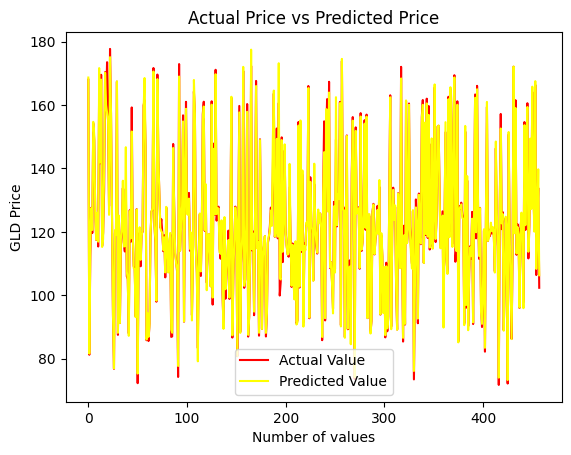 Actual Price vs Predicted Price
180
160
140
120
100
80
GLD Price
Actual Value
Predicted Value
0
100
200
300
400
Number of values